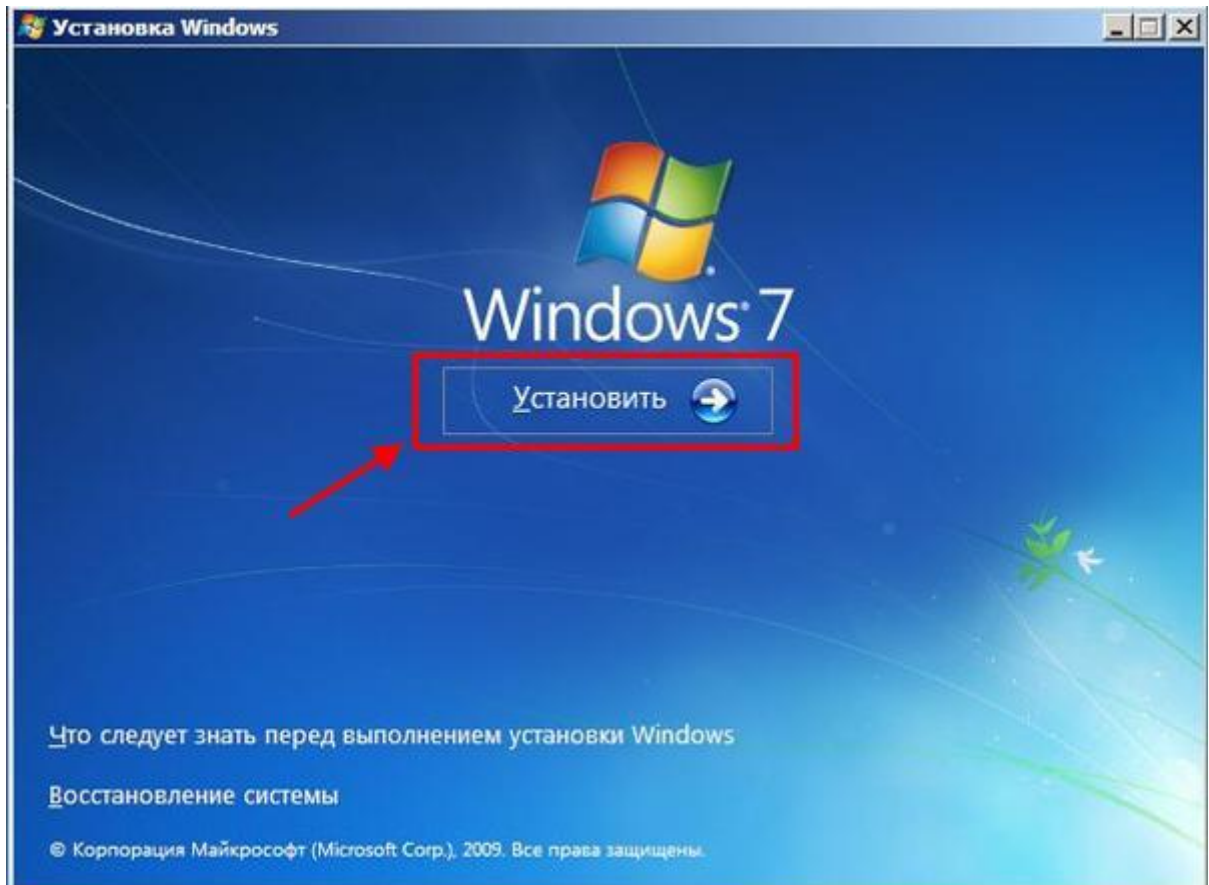 Установка Windows
Windows 7
Установить
Что следует знать перед выполнением установки Windows
Восстановление системы
© Корпорация Майкрософт (Microsoft Corp.), 2009. Все права защищены.